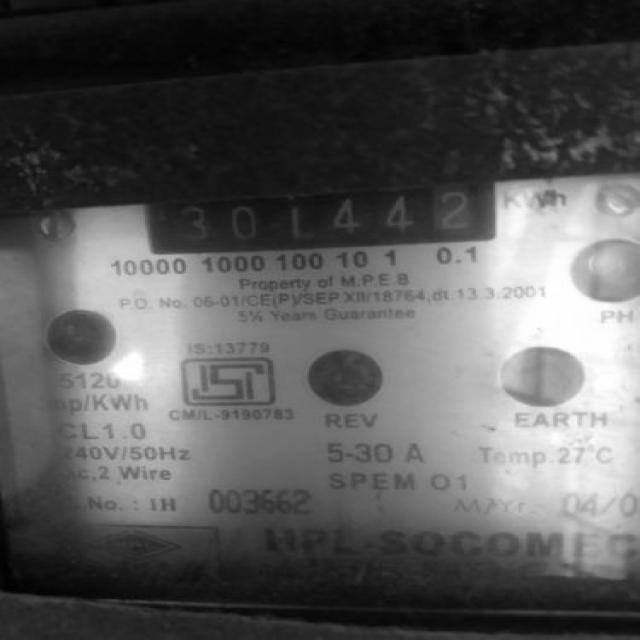 301442 KWh
10000 1000 100 10 1 0.1
Property of M.P.E.B
P.O. No. 06-01/CE(P)/SEP XII/18764,dt.13.3.2001
5½ Years Guarantee
PH
IS:13779
5120
mp/KWh
CM/L-9190783
REV
EARTH
CL1.0
240V/50Hz
5-30 A
Temp.27°C
ac,2 Wire
SPEM 01
.No.: 1H 003662
M/Yr. 04/0
HPL-SOCOMEC